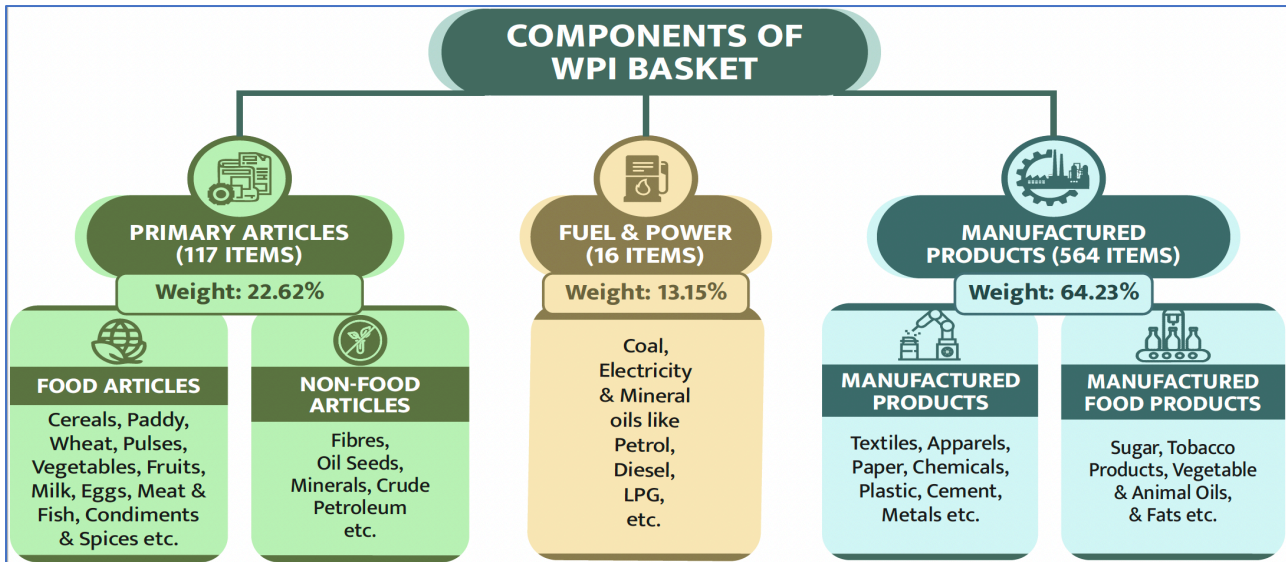 COMPONENTS OF
WPI BASKET
PRIMARY ARTICLES
(117 ITEMS)
Weight: 22.62%
FOOD ARTICLES
Cereals, Paddy,
Wheat, Pulses,
Vegetables, Fruits,
Milk, Eggs, Meat &
Fish, Condiments
& Spices etc.
NON-FOOD
ARTICLES
Fibres,
Oil Seeds,
Minerals, Crude
Petroleum
etc.
FUEL & POWER
(16 ITEMS)
Weight: 13.15%
Coal,
Electricity
& Mineral
oils like
Petrol,
Diesel,
LPG,
etc.
MANUFACTURED
PRODUCTS (564 ITEMS)
Weight: 64.23%
MANUFACTURED
PRODUCTS
Textiles, Apparels,
Paper, Chemicals,
Plastic, Cement,
Metals etc.
MANUFACTURED
FOOD PRODUCTS
Sugar, Tobacco
Products, Vegetable
& Animal Oils,
& Fats etc.